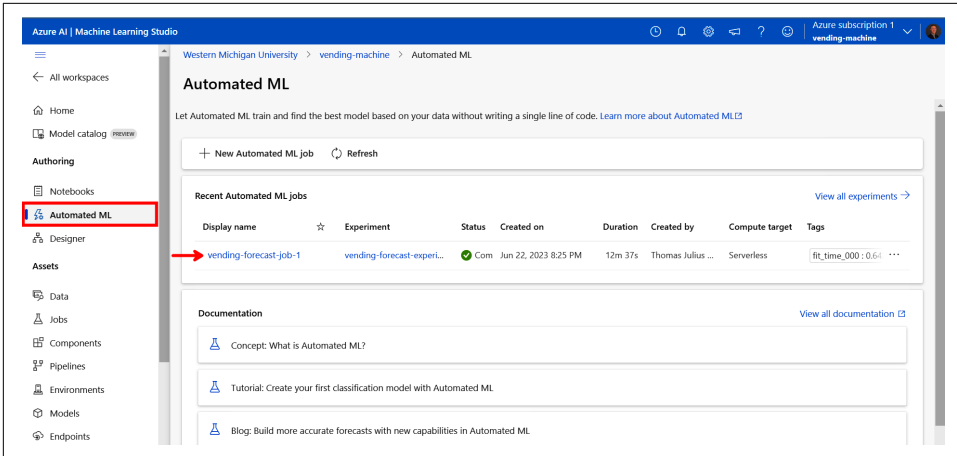 Azure AI | Machine Learning Studio
Azure subscription 1
vending-machine
Western Michigan University > vending-machine > Automated ML
All workspaces
Home
Model catalog PREVIEW
Authoring
Notebooks
Automated ML
Designer
Assets
Data
Jobs
Components
Pipelines
Environments
Models
Endpoints
Automated ML
Let Automated ML train and find the best model based on your data without writing a single line of code. Learn more about Automated ML
New Automated ML job Refresh
Recent Automated ML jobs View all experiments
Display name Experiment Status Created on Duration Created by Compute target Tags
vending-forecast-job-1 vending-forecast-experi... Com Jun 22, 2023 8:25 PM 12m 37s Thomas Julius ... Serverless fit_time_000 : 0.64 ...
Documentation View all documentation
Concept: What is Automated ML?
Tutorial: Create your first classification model with Automated ML
Blog: Build more accurate forecasts with new capabilities in Automated ML